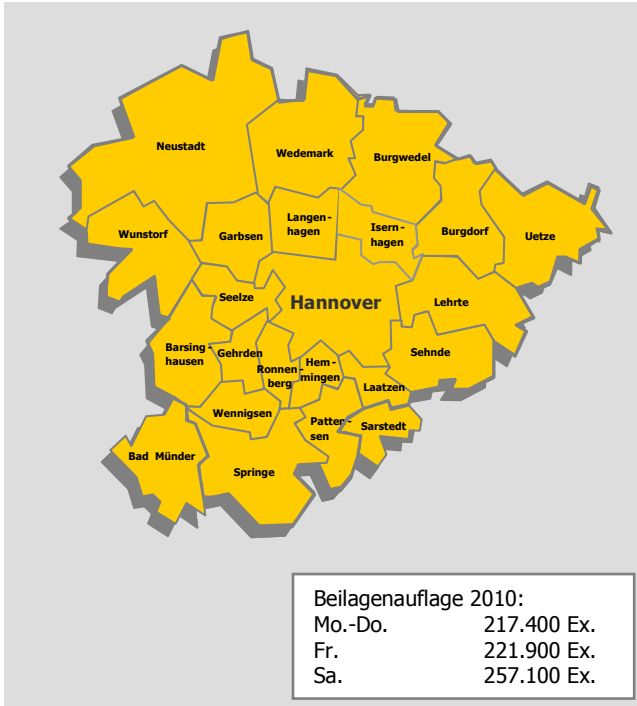 Neustadt
Wedemark
Burgwedel
Wunstorf
Garbsen
Langen-
hagen
Isern-
hagen
Burgdorf
Uetze
Seelze
Hannover
Lehrte
Barsing-
hausen
Gehrden
Ronnen-
berg
Hem-
mingen
Sehnde
Laatzen
Wennigsen
Patten-
sen
Sarstedt
Bad Münder
Springe
Beilagenauflage 2010:
Mo.-Do. 217.400 Ex.
Fr. 221.900 Ex.
Sa. 257.100 Ex.